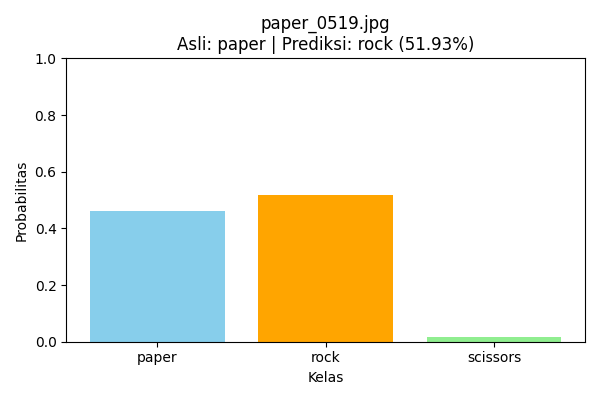 paper_0519.jpg
Asli: paper | Prediksi: rock (51.93%)
1.0
0.8
0.6
0.4
0.2
0.0
Probabilitas
paper rock scissors
Kelas